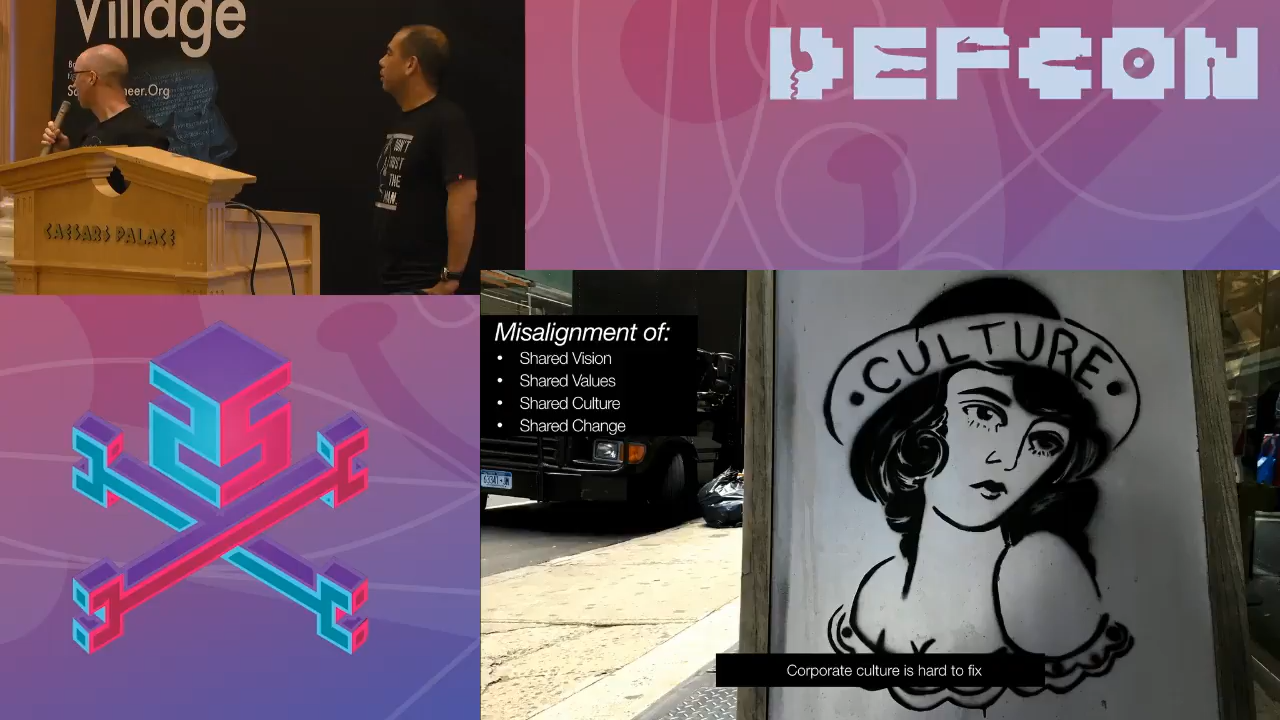 Village
CAESARS PALACE
DEFCON
Misalignment of:
• Shared Vision
• Shared Values
• Shared Culture
• Shared Change
•CULTURE•
Corporate culture is hard to fix